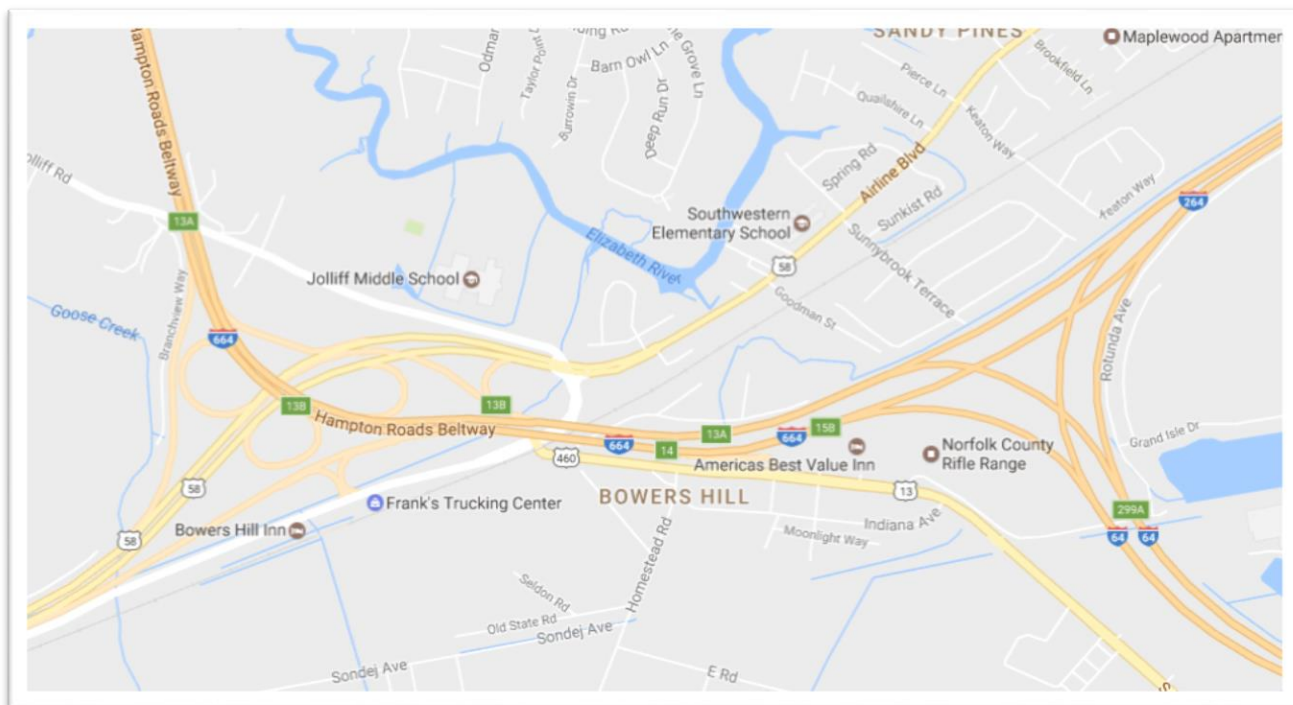 SANDY PINES
Maplewood Apartmen
Hampton Roads Beltway
Odman
Taylor Point D
Barn Owl Ln
ne Grove Ln
Burrowin Dr
Deep Run Dr
Pierce Ln
Brookfield Ln
Quailshire Ln
Keaton Way
olliff Rd
Spring Rd
Airline Blvd
Sunkist Rd
Keaton Way
264
13A
Southwestern
Elementary School
Sunnybrook Terrace
Elizabeth River
58
Jolliff Middle School
Goodman St
Goose Creek
Branchview Way
664
Rotunda Ave
13B
13B
Hampton Roads Beltway
664
14
13A
664
15B
Grand Isle Dr
460
Americas Best Value Inn
Norfolk County
Rifle Range
58
BOWERS HILL
13
Frank's Trucking Center
299A
Indiana Ave
Bowers Hill Inn
Moonlight Way
58
64
64
Homestead Rd
Seldon Rd
Old State Rd
Sondej Ave
Sondej Ave
E Rd